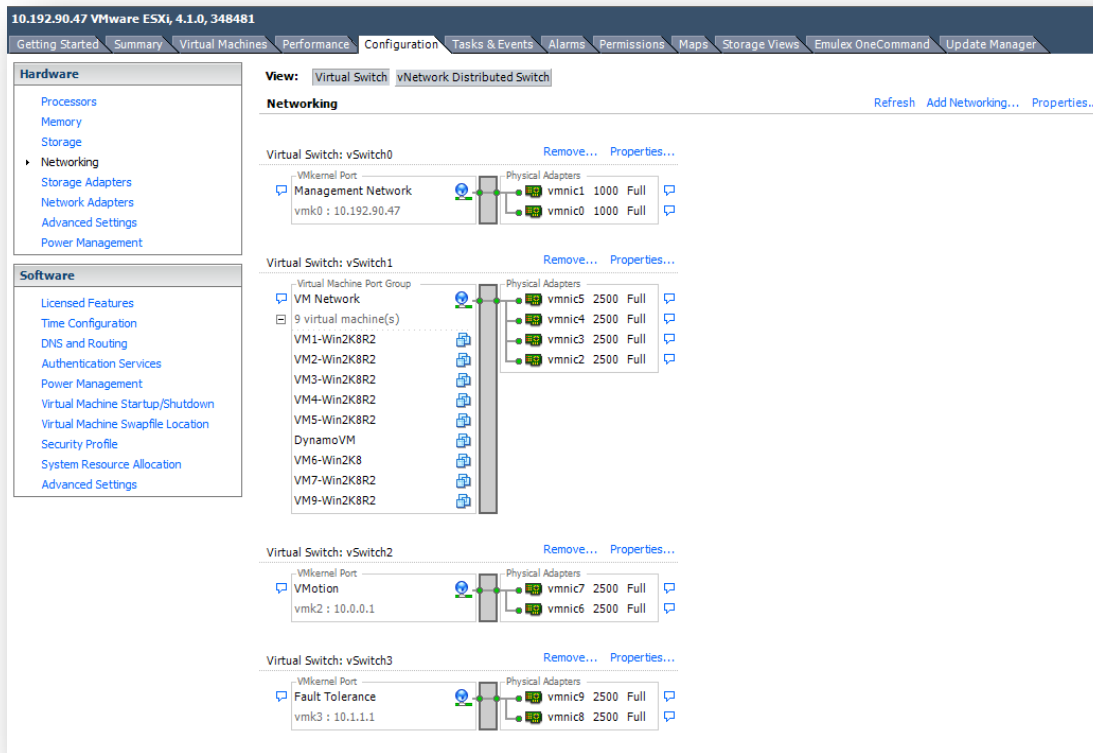 10.192.90.47 VMware ESXi, 4.1.0, 348481
Getting Started Summary Virtual Machines Performance Configuration Tasks & Events Alarms Permissions Maps Storage Views Emulex OneCommand Update Manager
Hardware
Processors
Memory
Storage
Networking
Storage Adapters
Network Adapters
Advanced Settings
Power Management
Software
Licensed Features
Time Configuration
DNS and Routing
Authentication Services
Power Management
Virtual Machine Startup/Shutdown
Virtual Machine Swapfile Location
Security Profile
System Resource Allocation
Advanced Settings
View: Virtual Switch vNetwork Distributed Switch
Networking Refresh Add Networking... Properties..
Virtual Switch: vSwitch0 Remove... Properties...
VMkernel Port Physical Adapters
Management Network vmnic1 1000 Full
vmk0 : 10.192.90.47 vmnic0 1000 Full
Virtual Switch: vSwitch1 Remove... Properties...
Virtual Machine Port Group Physical Adapters
VM Network vmnic5 2500 Full
9 virtual machine(s) vmnic4 2500 Full
VM1-Win2K8R2 vmnic3 2500 Full
VM2-Win2K8R2 vmnic2 2500 Full
VM3-Win2K8R2
VM4-Win2K8R2
VM5-Win2K8R2
DynamoVM
VM6-Win2K8
VM7-Win2K8R2
VM9-Win2K8R2
Virtual Switch: vSwitch2 Remove... Properties...
VMkernel Port Physical Adapters
VMotion vmnic7 2500 Full
vmk2 : 10.0.0.1 vmnic6 2500 Full
Virtual Switch: vSwitch3 Remove... Properties...
VMkernel Port Physical Adapters
Fault Tolerance vmnic9 2500 Full
vmk3 : 10.1.1.1 vmnic8 2500 Full